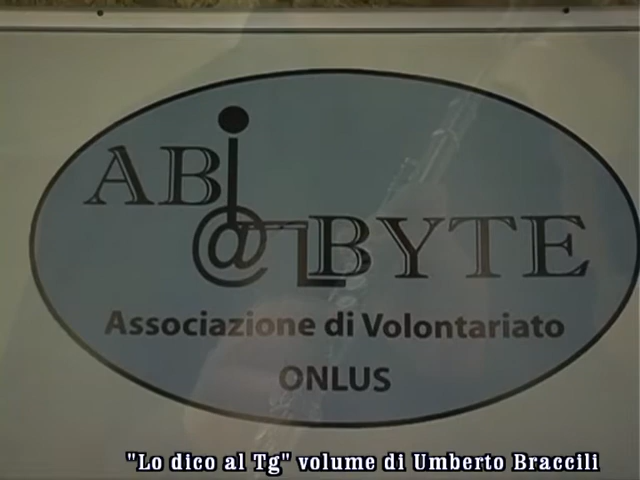 ABi@LBYTE
Associazione di Volontariato
ONLUS
"Lo dico al Tg" volume di Umberto Braccili